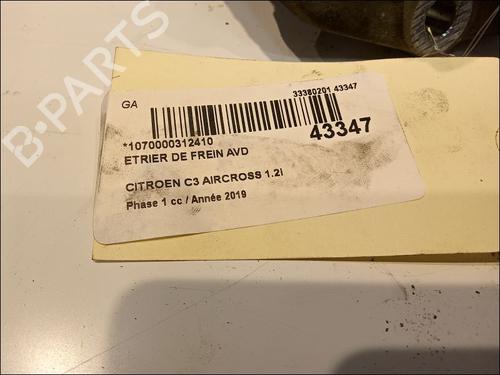 GA
33380201 43347
43347
*1070000312410
ETRIER DE FREIN AVD
CITROEN C3 AIRCROSS 1.2i
Phase 1 cc / Année 2019
B-PARTS